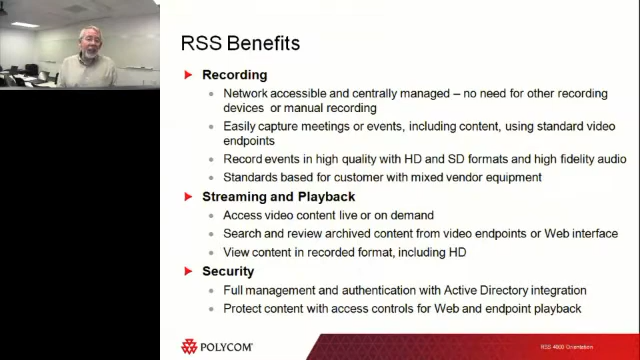 RSS Benefits
Recording
Network accessible and centrally managed – no need for other recording
devices or manual recording
Easily capture meetings or events, including content, using standard video
endpoints
Record events in high quality with HD and SD formats and high fidelity audio
Standards based for customer with mixed vendor equipment
Streaming and Playback
Access video content live or on demand
Search and review archived content from video endpoints or Web interface
View content in recorded format, including HD
Security
Full management and authentication with Active Directory integration
Protect content with access controls for Web and endpoint playback
POLYCOM
RSS 4000 Orientation